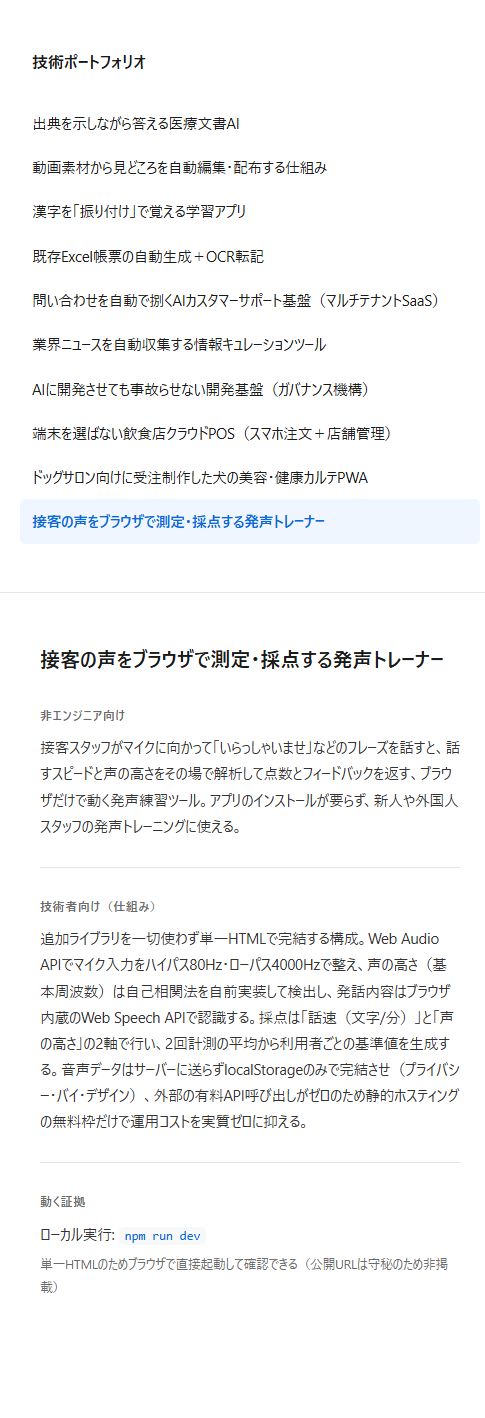 技術ポートフォリオ
出典を示しながら答える医療文書AI
動画素材から見どころを自動編集・配布する仕組み
漢字を「振り付け」で覚える学習アプリ
既存Excel帳票の自動生成＋OCR転記
問い合わせを自動で捌くAIカスタマーサポート基盤（マルチテナントSaaS）
業界ニュースを自動収集する情報キュレーションツール
AIに開発させても事故らせない開発基盤（ガバナンス機構）
端末を選ばない飲食店クラウドPOS（スマホ注文＋店舗管理）
ドッグサロン向けに受注制作した犬の美容・健康カルテPWA
接客の声をブラウザで測定・採点する発声トレーナー
接客の声をブラウザで測定・採点する発声トレーナー
非エンジニア向け
接客スタッフがマイクに向かって「いらっしゃいませ」などのフレーズを話すと、話
すスピードと声の高さをその場で解析して点数とフィードバックを返す、ブラウ
ザだけで動く発声練習ツール。アプリのインストールが要らず、新人や外国人
スタッフの発声トレーニングに使える。
技術者向け（仕組み）
追加ライブラリを一切使わず単一HTMLで完結する構成。Web Audio
APIでマイク入力をハイパス80Hz・ローパス4000Hzで整え、声の高さ（基
本周波数）は自己相関法を自前実装して検出し、発話内容はブラウザ
内蔵のWeb Speech APIで認識する。採点は「話速（文字/分）」と「声
の高さ」の2軸で行い、2回計測の平均から利用者ごとの基準値を生成す
る。音声データはサーバーに送らずlocalStorageのみで完結させ（プライバシ
ー・バイ・デザイン）、外部の有料API呼び出しがゼロのため静的ホスティング
の無料枠だけで運用コストを実質ゼロに抑える。
動く証拠
ローカル実行: npm run dev
単一HTMLのためブラウザで直接起動して確認できる（公開URLは守秘のため非掲
載）